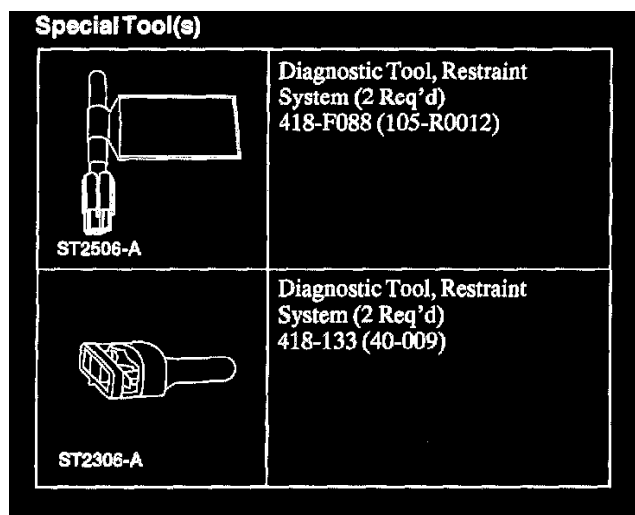 Special Tool(s)
Diagnostic Tool, Restraint
System (2 Req'd)
418-F088 (105-R0012)
ST2506-A
Diagnostic Tool, Restraint
System (2 Req'd)
418-133 (40-009)
ST2306-A